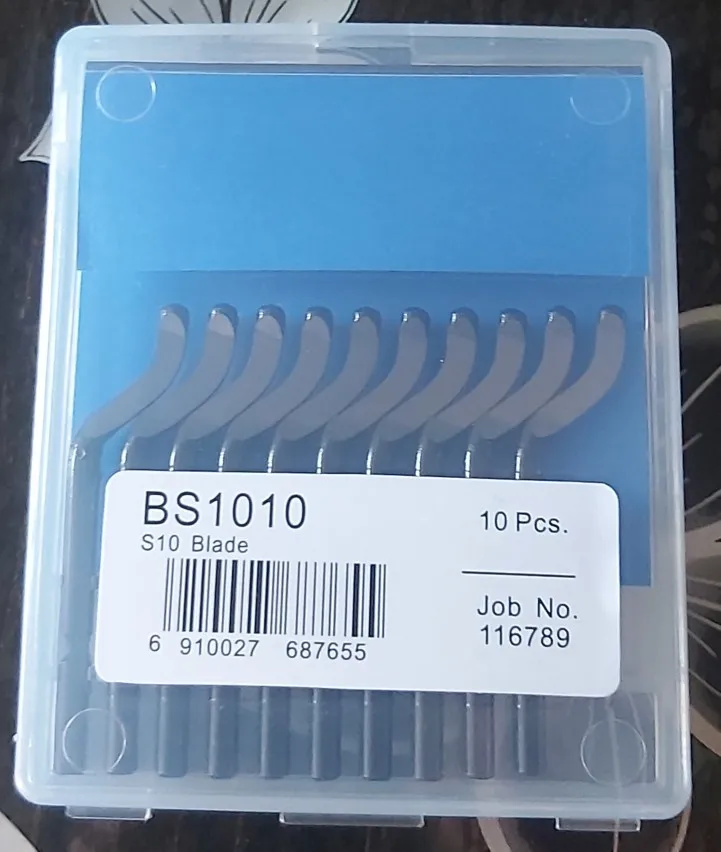 BS1010
10 Pcs.
S10 Blade
Job No.
116789
6 910027 687655